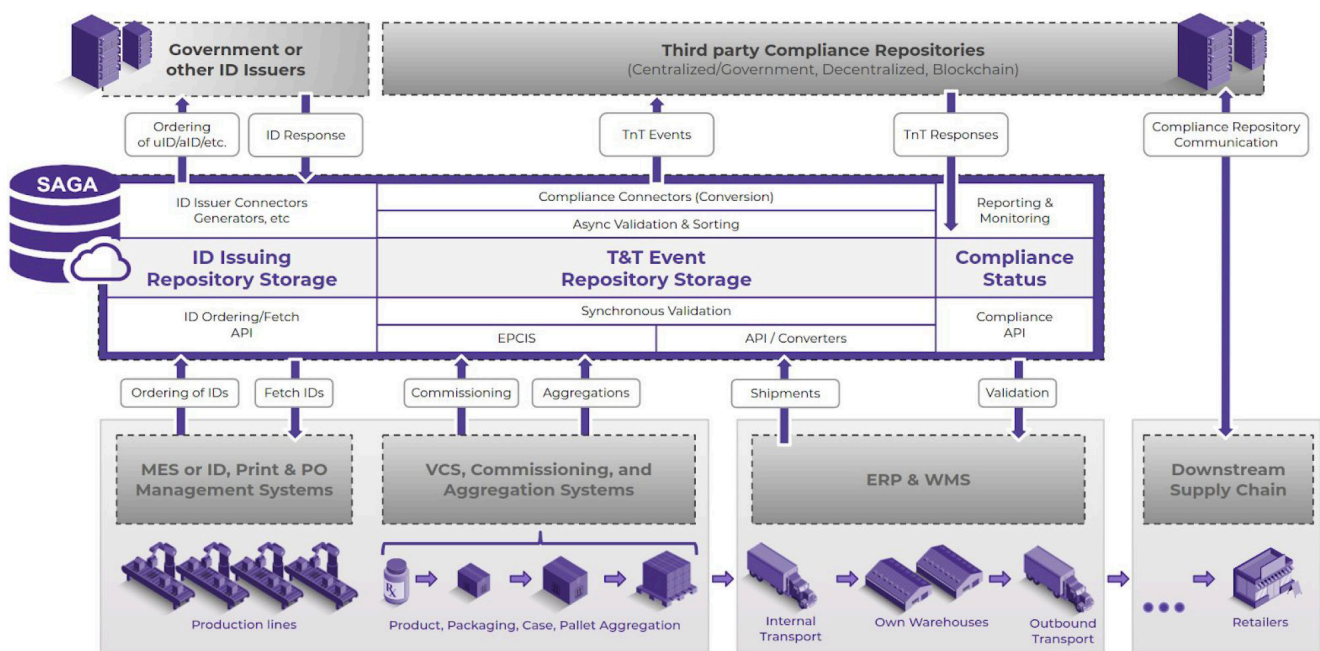 Government or
other ID Issuers
Third party Compliance Repositories
(Centralized/Government, Decentralized, Blockchain)
Ordering
of uID/aID/etc.
ID Response
TnT Events
TnT Responses
Compliance Repository
Communication
SAGA
ID Issuer Connectors
Generators, etc
Compliance Connectors (Conversion)
Async Validation & Sorting
Reporting &
Monitoring
ID Issuing
Repository Storage
T&T Event
Repository Storage
Compliance
Status
ID Ordering/Fetch
API
Synchronous Validation
EPCIS
API / Converters
Compliance
API
Ordering of IDs
Fetch IDs
Commissioning
Aggregations
Shipments
Validation
MES or ID, Print & PO
Management Systems
VCS, Commissioning, and
Aggregation Systems
ERP & WMS
Downstream
Supply Chain
Rx
Production lines
Product, Packaging, Case, Pallet Aggregation
Internal
Transport
Own Warehouses
Outbound
Transport
Retailers